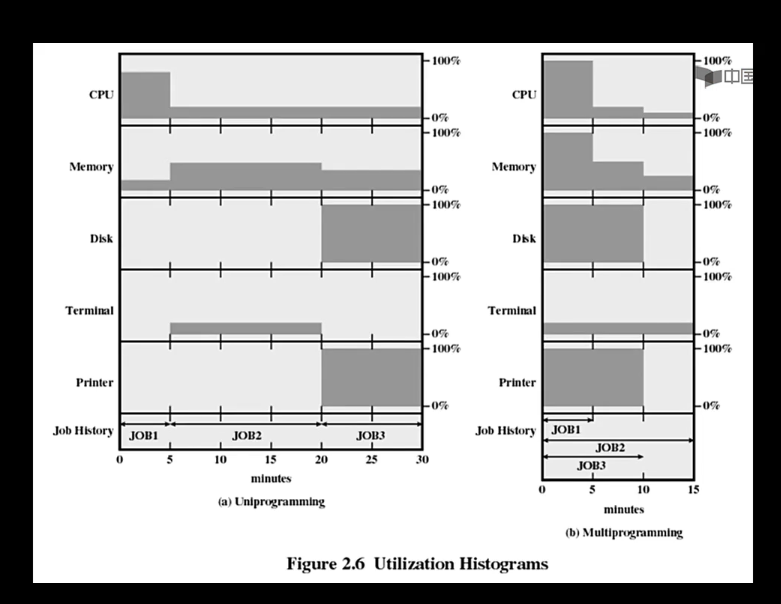 100%
CPU
0%
100%
Memory
0%
100%
Disk
0%
100%
Terminal
0%
100%
Printer
0%
Job History
JOB1
JOB2
JOB3
0
5
10
15
20
25
30
minutes
(a) Uniprogramming
100%
中国
CPU
0%
100%
Memory
0%
100%
Disk
0%
100%
Terminal
0%
100%
Printer
0%
Job History
JOB1
JOB2
JOB3
0
5
10
15
minutes
(b) Multiprogramming
Figure 2.6 Utilization Histograms